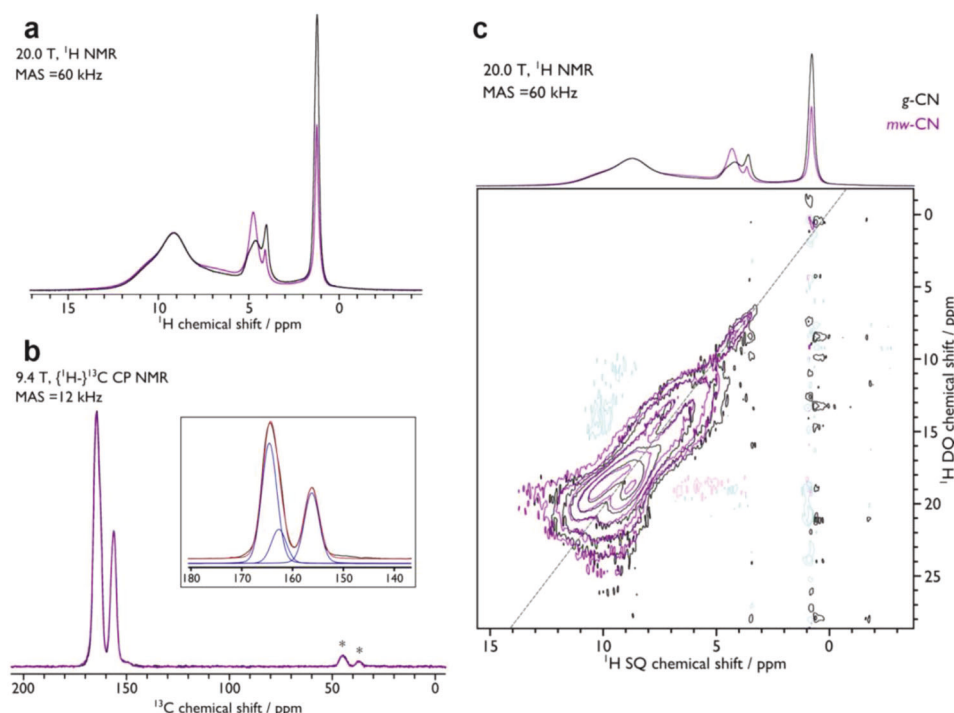 a
20.0 T, ¹H NMR
MAS =60 kHz
15 10 5 0
¹H chemical shift / ppm
b
9.4 T, {¹H-}¹³C CP NMR
MAS =12 kHz
180 170 160 150 140
* *
200 150 100 50 0
¹³C chemical shift / ppm
c
20.0 T, ¹H NMR
MAS =60 kHz
g-CN
mw-CN
0
5
10
15
20
25
¹H DQ chemical shift / ppm
15 10 5 0
¹H SQ chemical shift / ppm